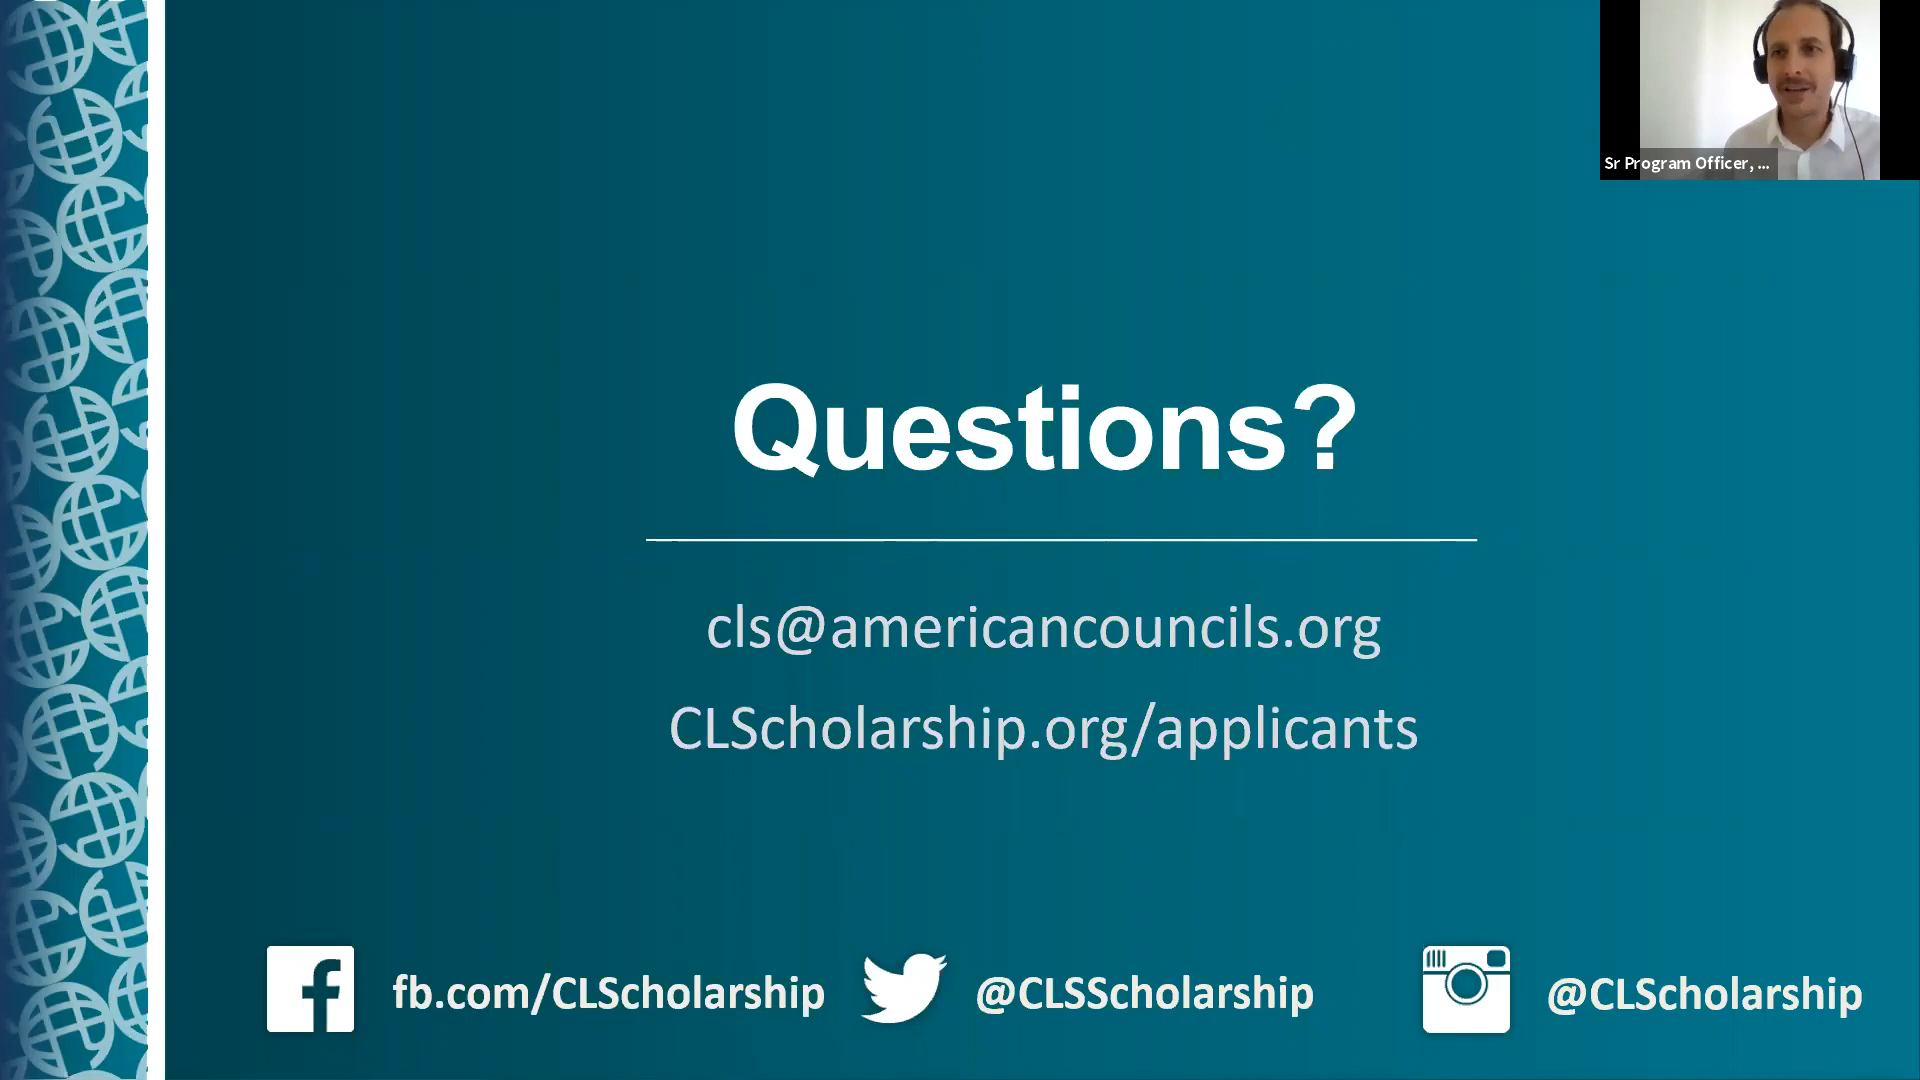 Sr Program Officer, ...
Questions?
cls@americancouncils.org
CLScholarship.org/applicants
fb.com/CLScholarship
@CLSScholarship
@CLScholarship